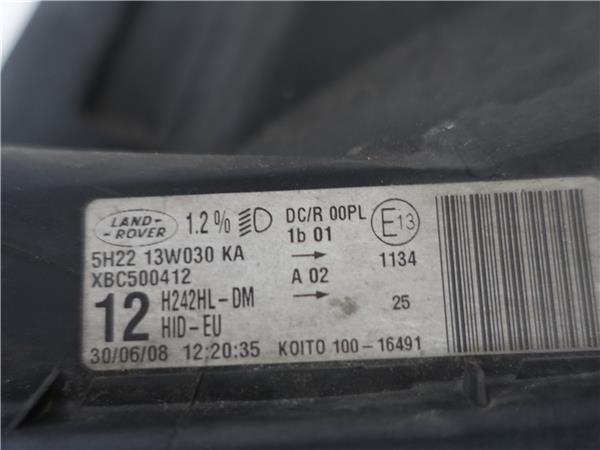 LAND-
-ROVER
1.2%
DC/R 00PL
E13
1b 01
5H22 13W030 KA
1134
XBC500412
A 02
12
H242HL-DM
25
HID-EU
30/06/08 12:20:35 KOITO 100-16491